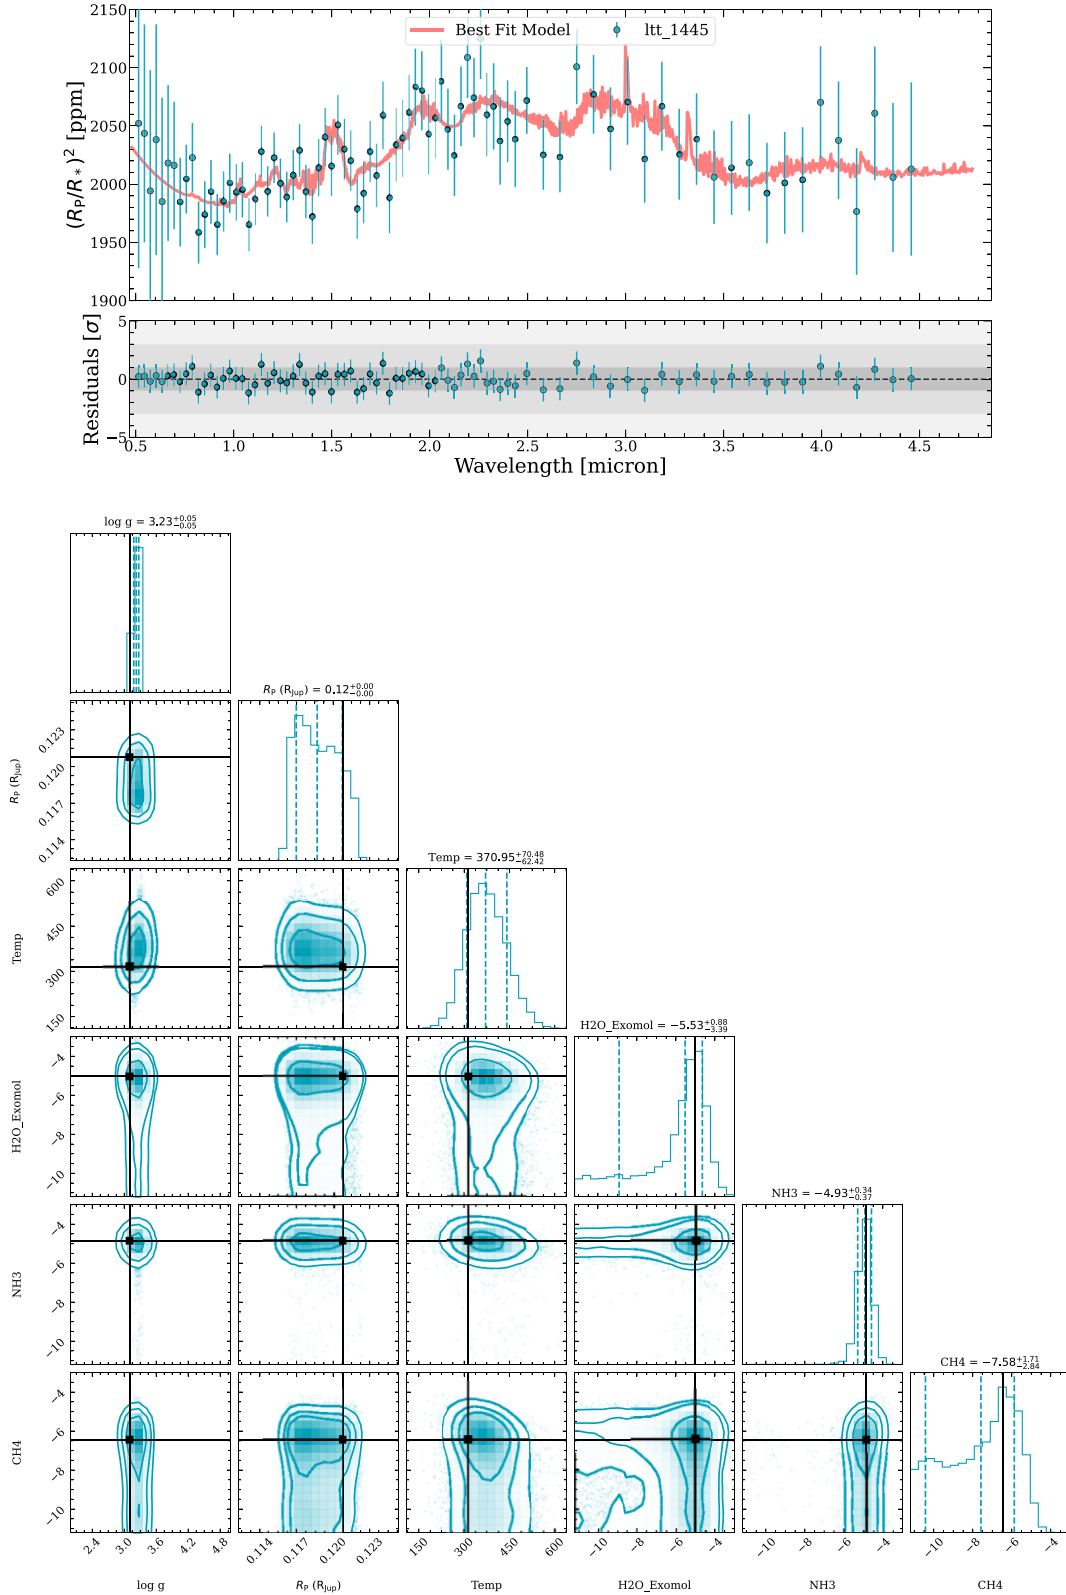 2150
2100
2050
2000
1950
1900
(R_P/R_*)^2 [ppm]
Best Fit Model ltt_1445
5
0
−5
Residuals [σ]
0.5 1.0 1.5 2.0 2.5 3.0 3.5 4.0 4.5
Wavelength [micron]
log g = 3.23^{+0.05}_{−0.05}
R_P (R_Jup) = 0.12^{+0.00}_{−0.00}
0.123
0.120
0.117
0.114
R_P (R_Jup)
Temp = 370.95^{+70.48}_{−62.42}
600
450
300
150
Temp
H2O_Exomol = −5.53^{+0.88}_{−3.39}
−4
−6
−8
−10
H2O_Exomol
NH3 = −4.93^{+0.34}_{−0.37}
−4
−6
−8
−10
NH3
CH4 = −7.58^{+1.71}_{−2.84}
−4
−6
−8
−10
CH4
2.4 3.0 3.6 4.2 4.8 0.114 0.117 0.120 0.123 150 300 450 600 −10 −8 −6 −4 −10 −8 −6 −4 −10 −8 −6 −4
log g R_P (R_Jup) Temp H2O_Exomol NH3 CH4